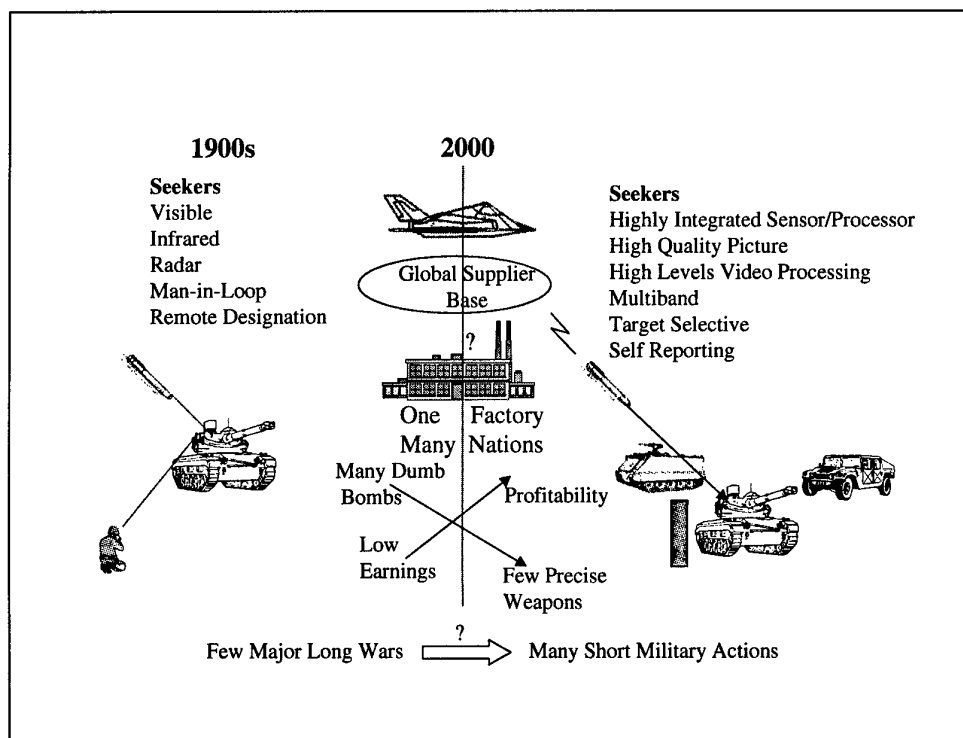 1900s
2000
Seekers
Visible
Infrared
Radar
Man-in-Loop
Remote Designation
Global Supplier
Base
?
One Factory
Many Nations
Many Dumb
Bombs
Profitability
Low
Earnings
Few Precise
Weapons
Seekers
Highly Integrated Sensor/Processor
High Quality Picture
High Levels Video Processing
Multiband
Target Selective
Self Reporting
?
Few Major Long Wars
Many Short Military Actions